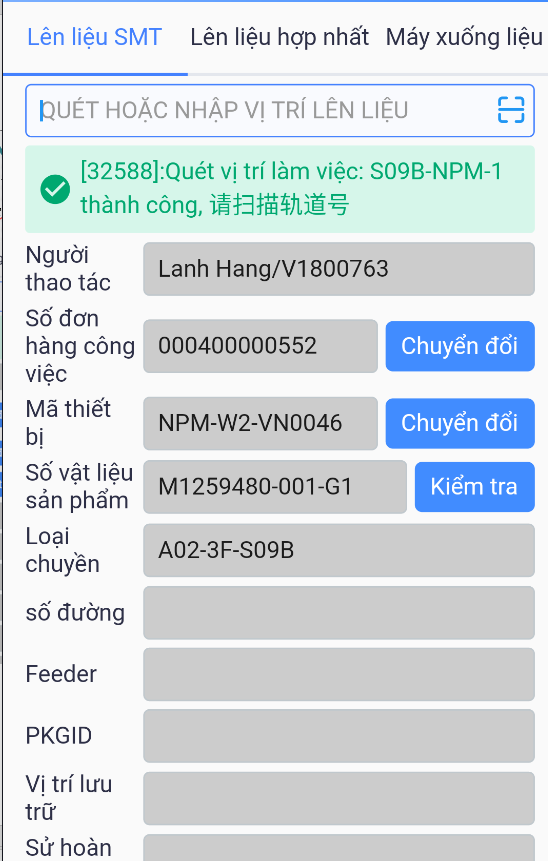 Lên liệu SMT Lên liệu hợp nhất Máy xuống liệu
QUÉT HOẶC NHẬP VỊ TRÍ LÊN LIỆU
[32588]:Quét vị trí làm việc: S09B-NPM-1
thành công, 请扫描轨道号
Người
thao tác
Lanh Hang/V1800763
Số đơn
hàng công
việc
000400000552
Chuyển đổi
Mã thiết
bị
NPM-W2-VN0046
Chuyển đổi
Số vật liệu
sản phẩm
M1259480-001-G1
Kiểm tra
Loại
chuyền
A02-3F-S09B
số đường
Feeder
PKGID
Vị trí lưu
trữ
Sử hoàn